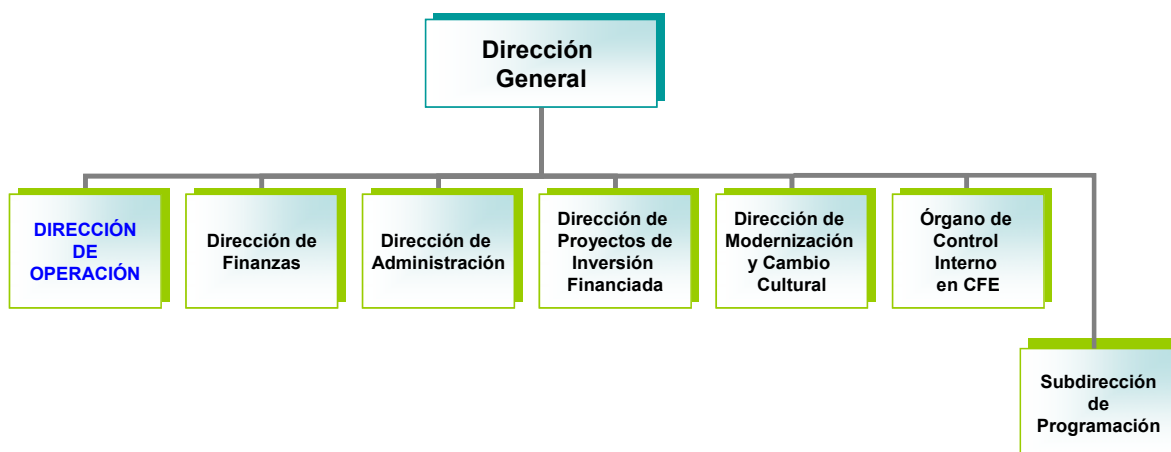 Dirección
General
DIRECCIÓN
DE
OPERACIÓN
Dirección de
Finanzas
Dirección de
Administración
Dirección de
Proyectos de
Inversión
Financiada
Dirección de
Modernización
y Cambio
Cultural
Órgano de
Control
Interno
en CFE
Subdirección
de
Programación